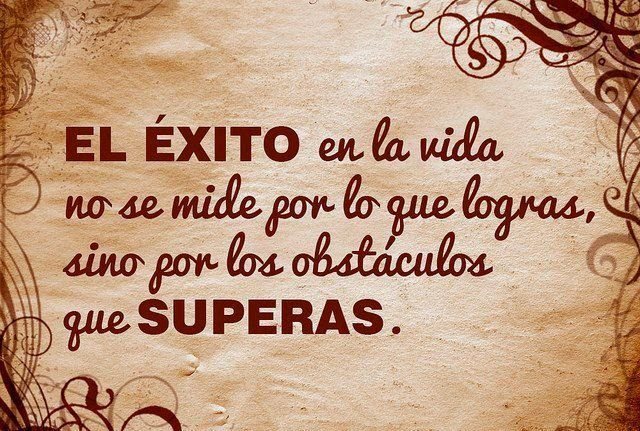 EL ÉXITO en la vida
no se mide por lo que logras,
sino por los obstáculos
que SUPERAS.